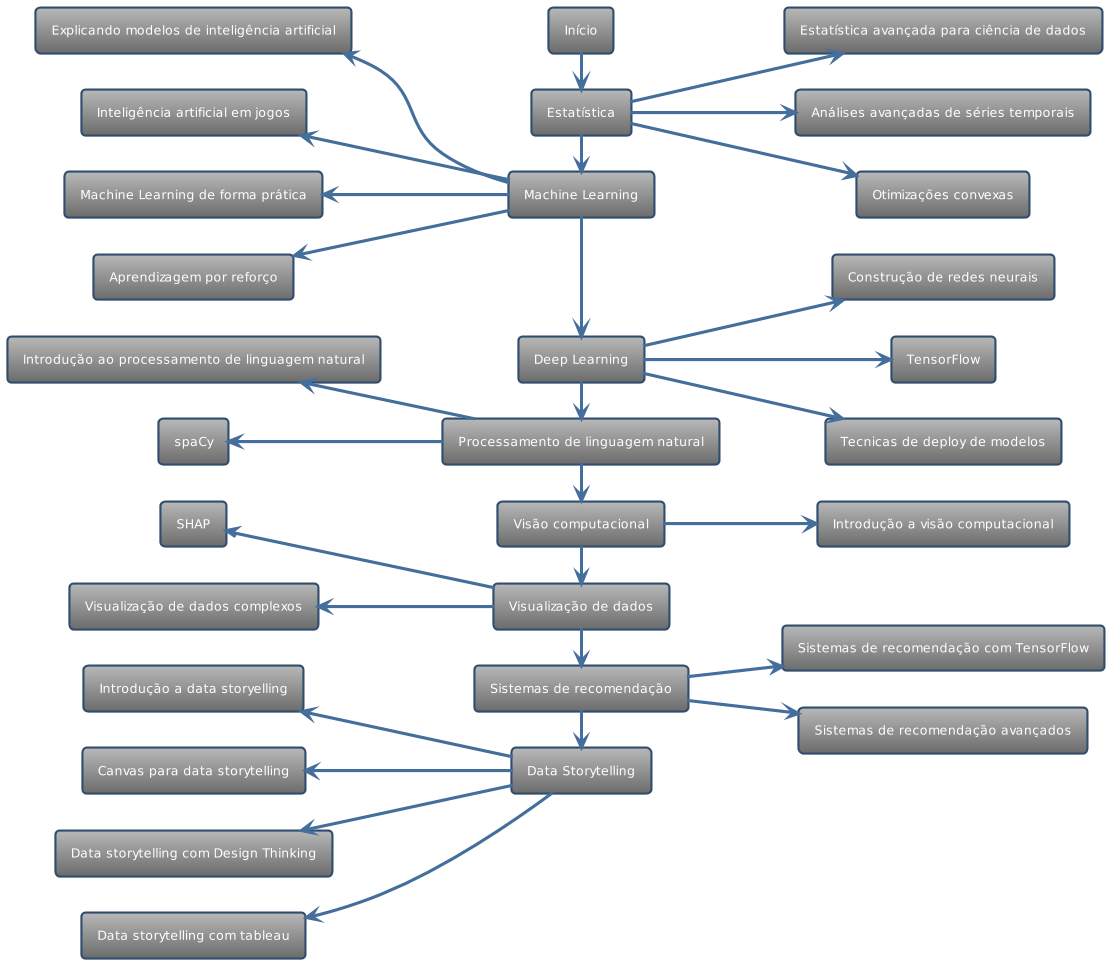 Explicando modelos de inteligência artificial
Início
Estatística avançada para ciência de dados
Inteligência artificial em jogos
Estatística
Análises avançadas de séries temporais
Machine Learning de forma prática
Machine Learning
Otimizações convexas
Aprendizagem por reforço
Construção de redes neurais
Introdução ao processamento de linguagem natural
Deep Learning
TensorFlow
spaCy
Processamento de linguagem natural
Tecnicas de deploy de modelos
SHAP
Visão computacional
Introdução a visão computacional
Visualização de dados complexos
Visualização de dados
Sistemas de recomendação com TensorFlow
Introdução a data storyelling
Sistemas de recomendação
Sistemas de recomendação avançados
Canvas para data storytelling
Data Storytelling
Data storytelling com Design Thinking
Data storytelling com tableau